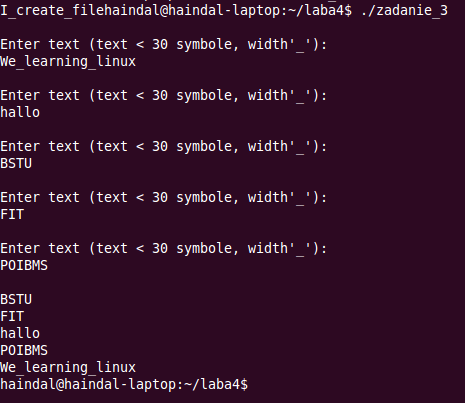 I_create_filehaindal@haindal-laptop:~/laba4$ ./zadanie_3
Enter text (text < 30 symbole, width'_'):
We_learning_linux
Enter text (text < 30 symbole, width'_'):
hallo
Enter text (text < 30 symbole, width'_'):
BSTU
Enter text (text < 30 symbole, width'_'):
FIT
Enter text (text < 30 symbole, width'_'):
POIBMS
BSTU
FIT
hallo
POIBMS
We_learning_linux
haindal@haindal-laptop:~/laba4$